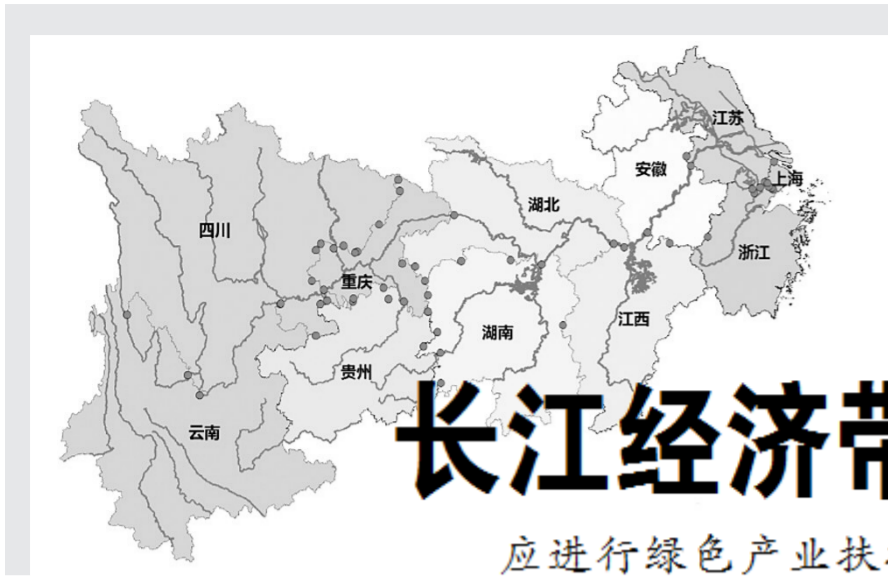 江苏
安徽
上海
湖北
四川
浙江
重庆
江西
湖南
贵州
云南
长江经济
应进行绿色产业扶